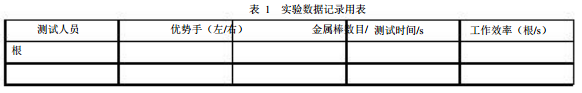 表 1 实验数据记录用表
测试人员 优势手（左/右） 金属棒数目/ 测试时间/s 工作效率（根/s）
根